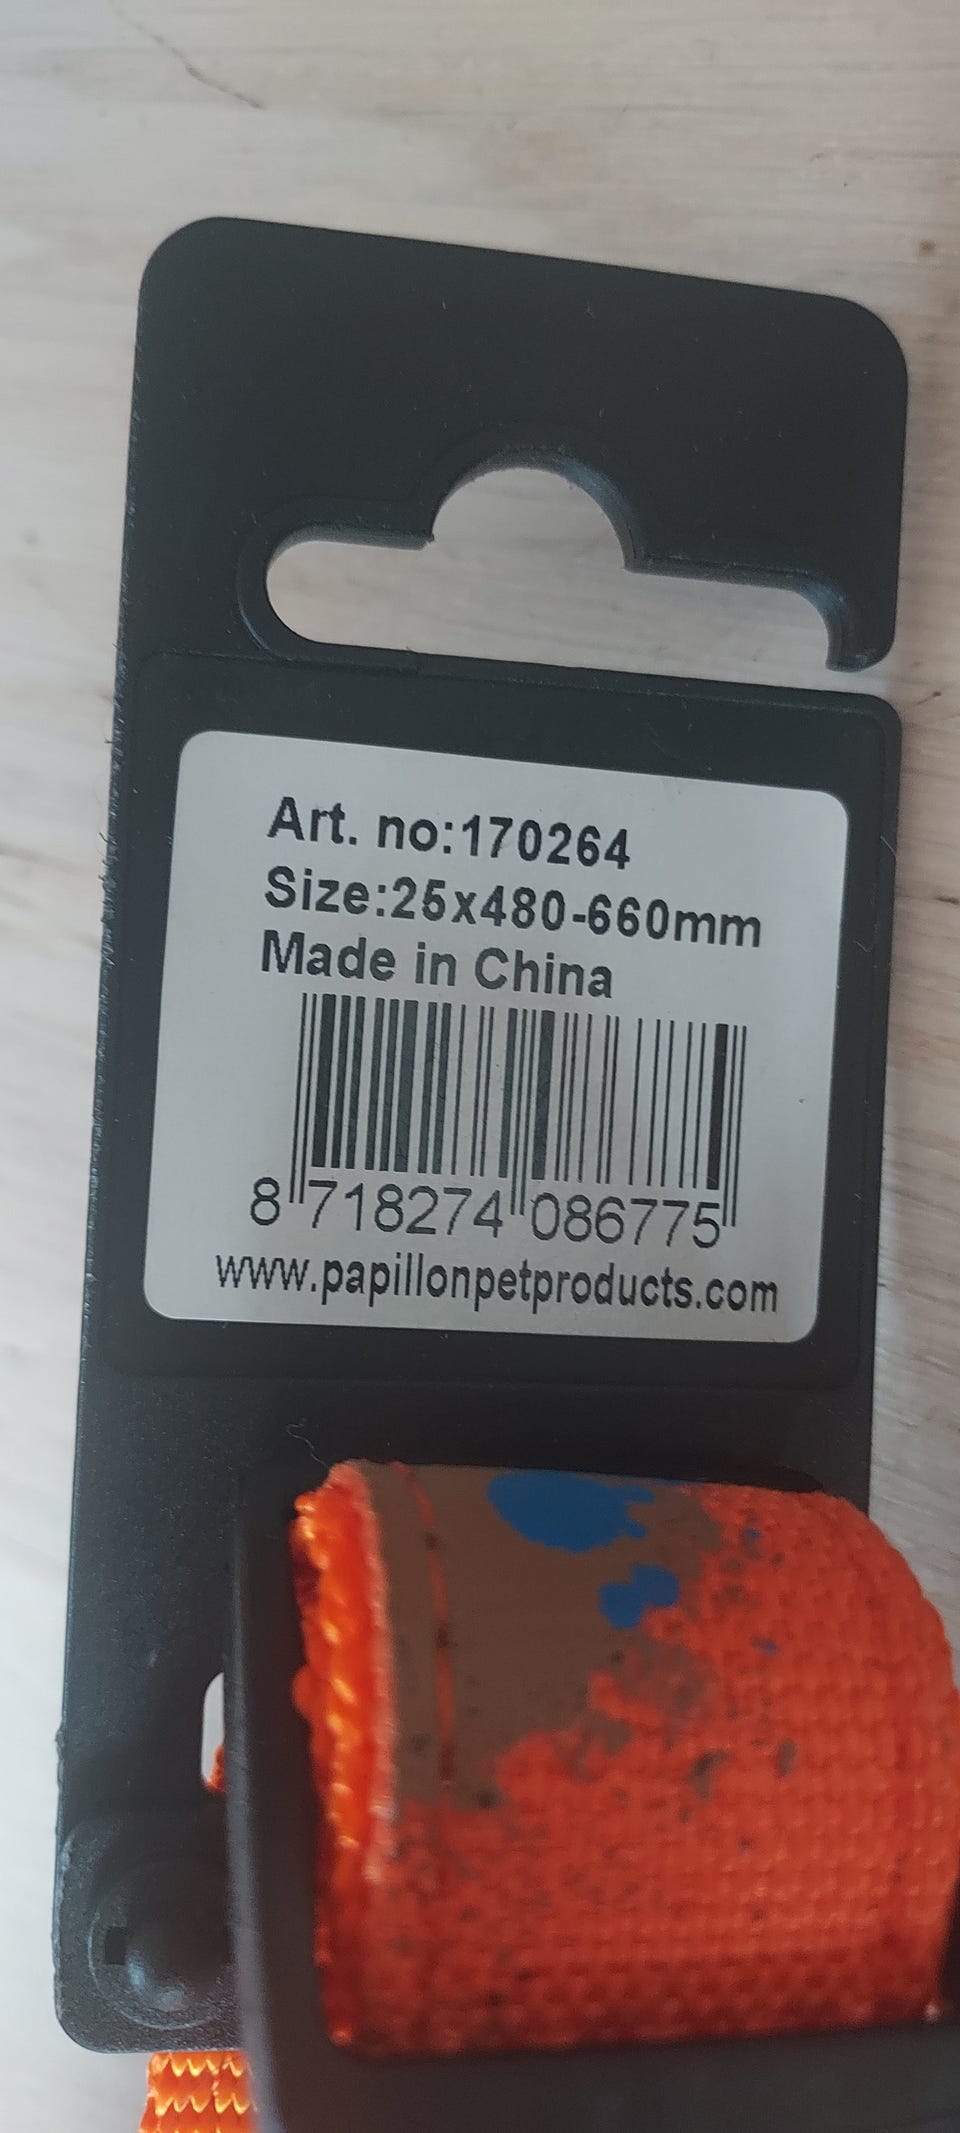 Art. no:170264
Size:25x480-660mm
Made in China
8 718274 086775
www.papillonpetproducts.com